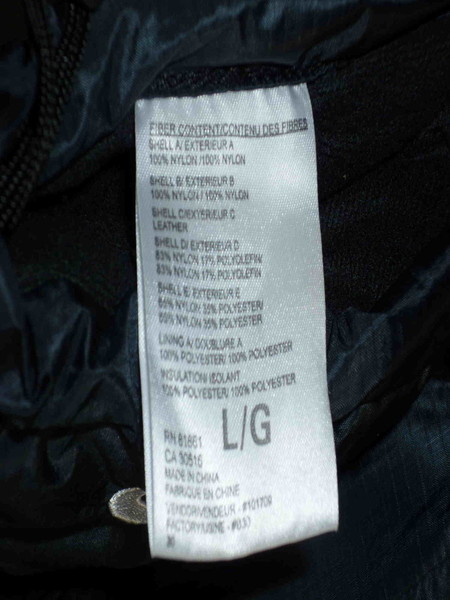 FIBER CONTENT/CONTENU DES FIBRES
SHELL A/ EXTERIEUR A
100% NYLON /100% NYLON
SHELL B/ EXTERIEUR B
100% NYLON / 100% NYLON
SHELL C/EXTERIEUR C
LEATHER
SHELL D/ EXTERIEUR D
83% NYLON 17% POLYOLEFIN/
83% NYLON 17% POLYOLEFIN
SHELL E/ EXTERIEUR E
65% NYLON 35% POLYESTER/
65% NYLON 35% POLYESTER
LINING A/ DOUBLURE A
100% POLYESTER/ 100% POLYESTER
INSULATION/ ISOLANT
100% POLYESTER/ 100% POLYESTER
L/G
RN 81661
CA 30516
MADE IN CHINA
FABRIQUE EN CHINE
VENDOR/VENDEUR - #101709
FACTORY/USINE -